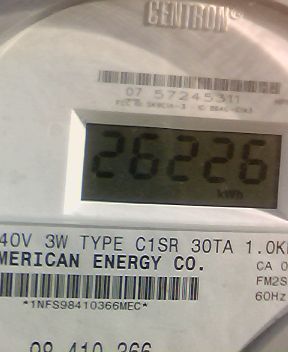 CENTRON®
07 57245311
26226
kWh
40V 3W TYPE C1SR 30TA 1.0K
MERICAN ENERGY CO.
CA 0
FM2S
60Hz
*1NFS98410366MEC*
98 410 366